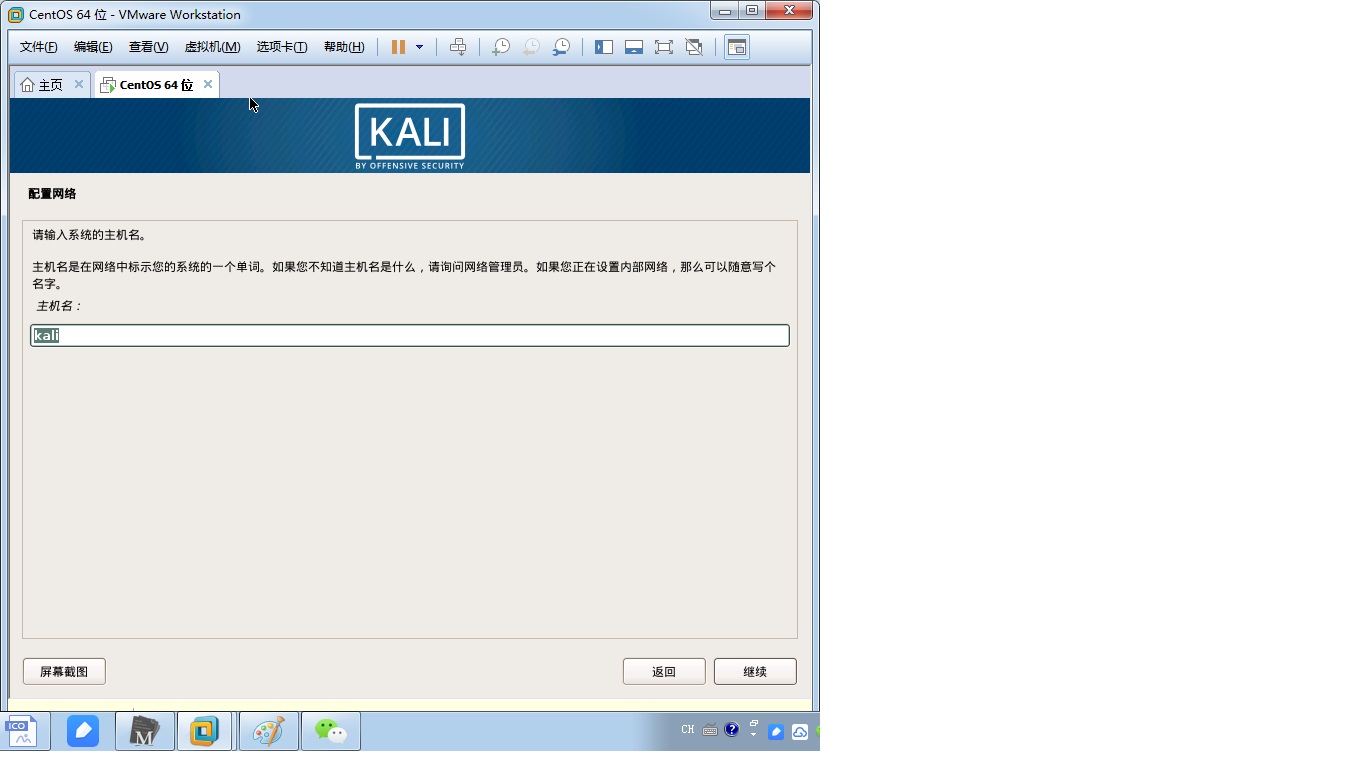 CentOS 64 位 - VMware Workstation
文件(F) 编辑(E) 查看(V) 虚拟机(M) 选项卡(T) 帮助(H)
主页 CentOS 64 位
KALI
BY OFFENSIVE SECURITY
配置网络
请输入系统的主机名。
主机名是在网络中标示您的系统的一个单词。如果您不知道主机名是什么，请询问网络管理员。如果您正在设置内部网络，那么可以随意写个
名字。
主机名：
kali
屏幕截图 返回 继续
ICO M CH